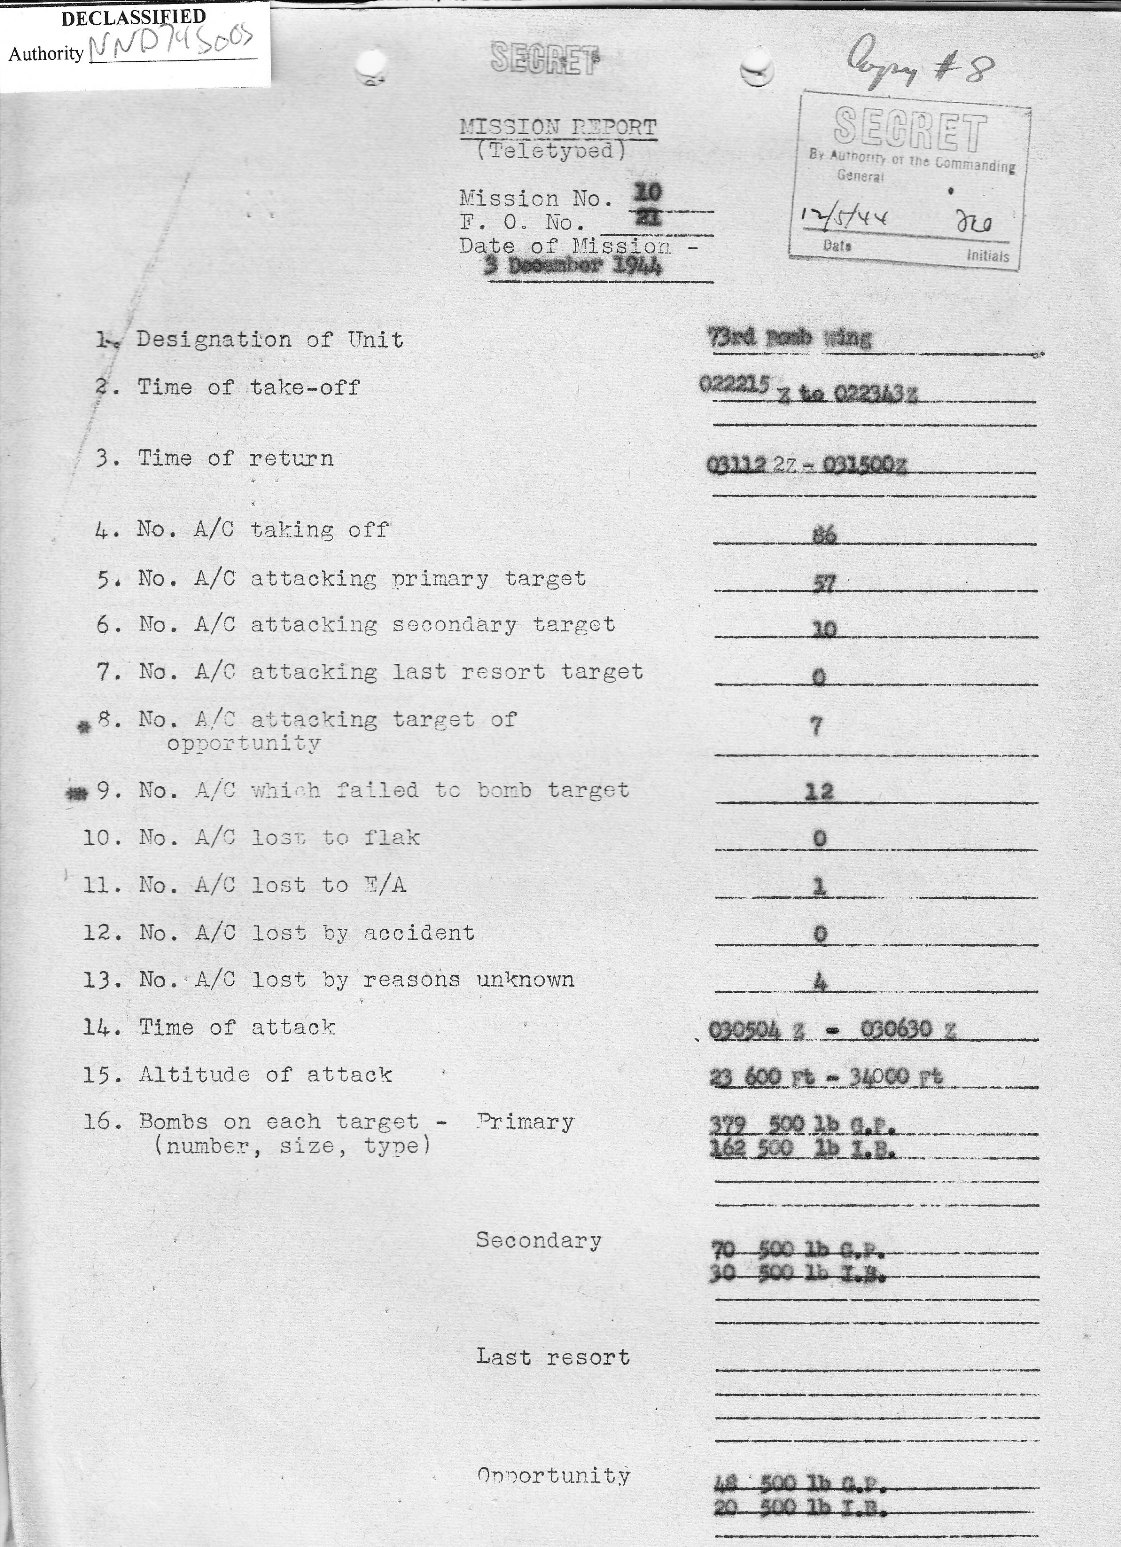 DECLASSIFIED
Authority NND745005
SECRET
Copy # 8
SECRET
By Authority of the Commanding
General
12/5/44
Date Initials
MISSION REPORT
(Teletyped)
Mission No. 10
F. O. No. 21
Date of Mission -
3 December 1944
1. Designation of Unit 73rd Bomb Wing
2. Time of take-off 022215 Z to 022343Z
3. Time of return 031122Z - 031500Z
4. No. A/C taking off 86
5. No. A/C attacking primary target 57
6. No. A/C attacking secondary target 10
7. No. A/C attacking last resort target 0
* 8. No. A/C attacking target of 7
opportunity
** 9. No. A/C which failed to bomb target 12
10. No. A/C lost to flak 0
11. No. A/C lost to E/A 1
12. No. A/C lost by accident 0
13. No. A/C lost by reasons unknown 4
14. Time of attack 030504 Z - 030630 Z
15. Altitude of attack 23 600 Ft - 34000 Ft
16. Bombs on each target - Primary 379 500 lb G.P.
(number, size, type) 162 500 lb I.B.
Secondary 70 500 lb G.P.
30 500 lb I.B.
Last resort
Opportunity 48 500 lb G.P.
20 500 lb I.B.